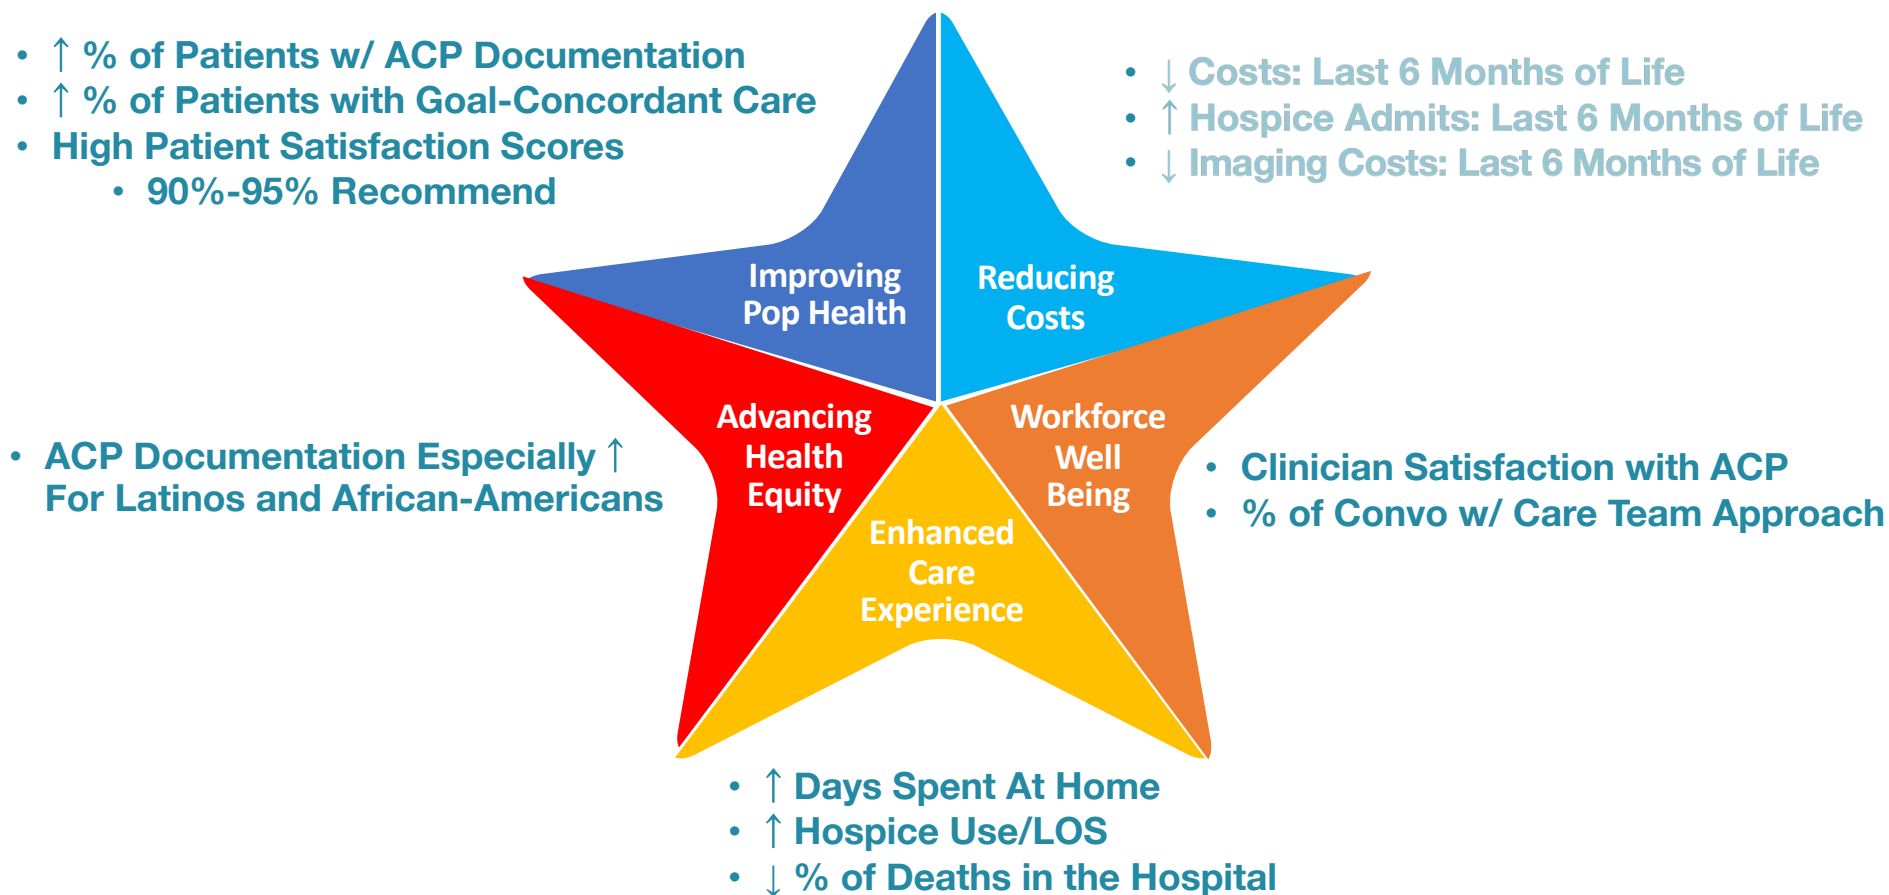 • ↑ % of Patients w/ ACP Documentation
• ↑ % of Patients with Goal-Concordant Care
• High Patient Satisfaction Scores
• 90%-95% Recommend
• ↓ Costs: Last 6 Months of Life
• ↑ Hospice Admits: Last 6 Months of Life
• ↓ Imaging Costs: Last 6 Months of Life
Improving
Pop Health
Reducing
Costs
Advancing
Health
Equity
Workforce
Well
Being
• ACP Documentation Especially ↑
For Latinos and African-Americans
• Clinician Satisfaction with ACP
• % of Convo w/ Care Team Approach
Enhanced
Care
Experience
• ↑ Days Spent At Home
• ↑ Hospice Use/LOS
• ↓ % of Deaths in the Hospital